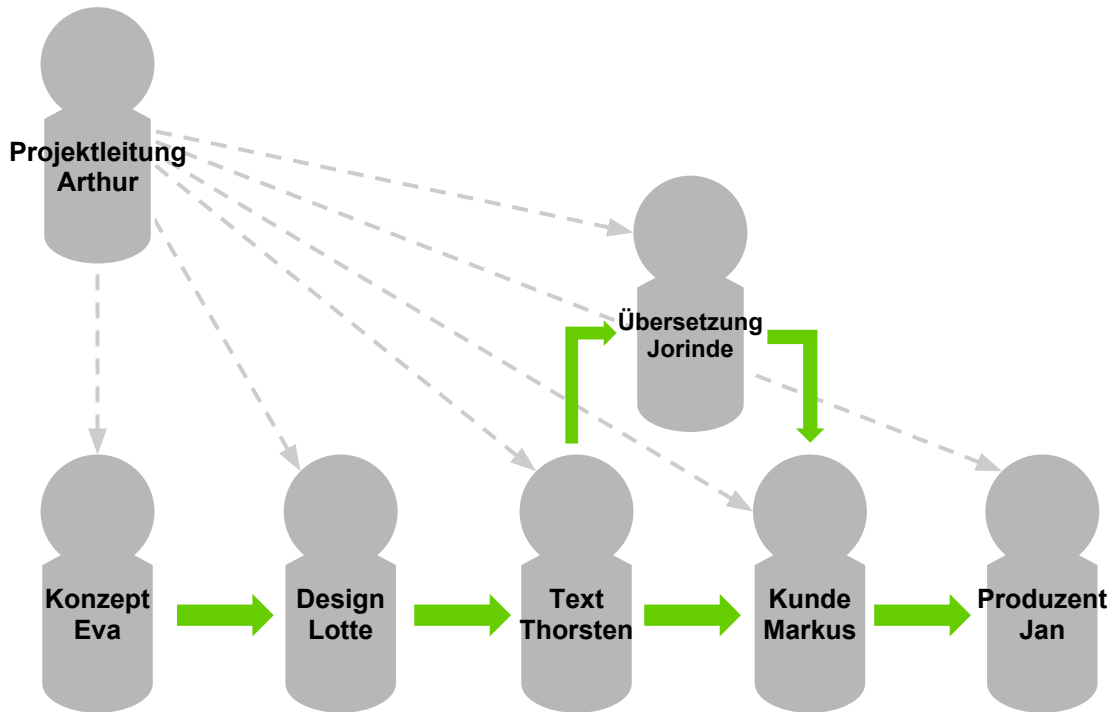 Projektleitung
Arthur
Übersetzung
Jorinde
Konzept
Eva
Design
Lotte
Text
Thorsten
Kunde
Markus
Produzent
Jan